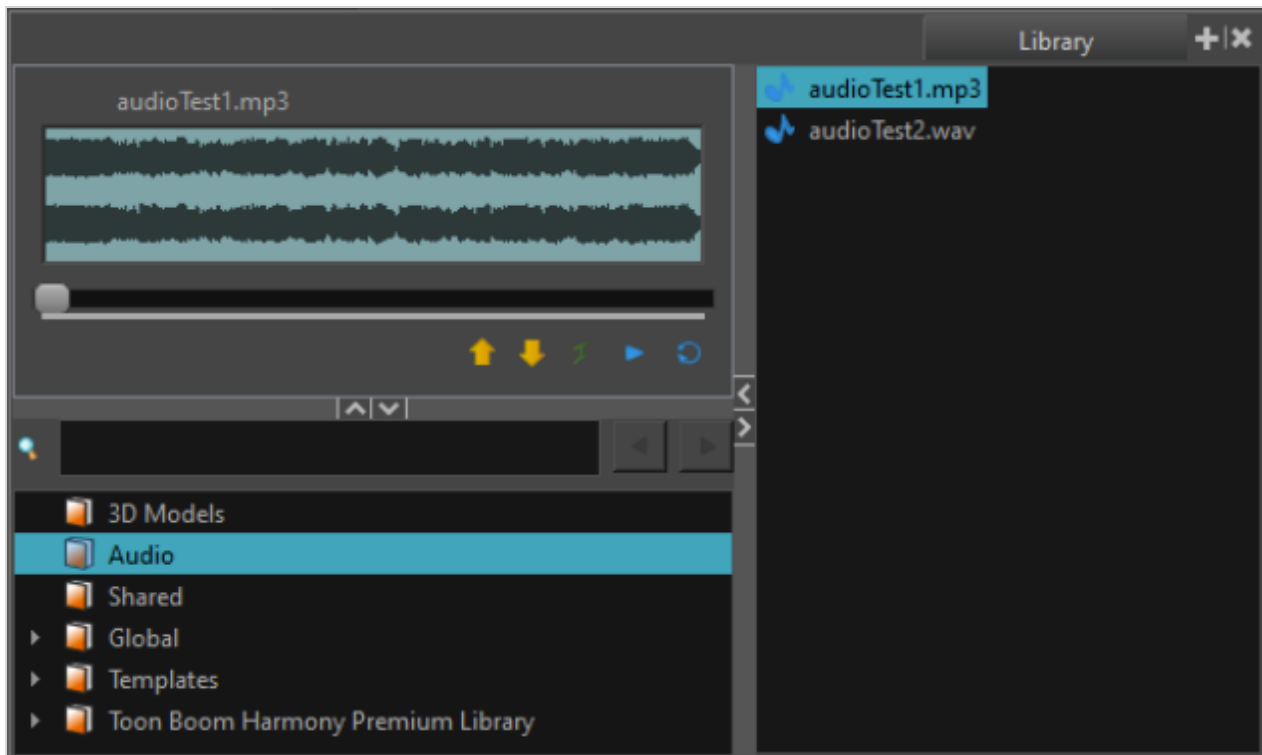 Library
audioTest1.mp3
audioTest1.mp3
audioTest2.wav
3D Models
Audio
Shared
Global
Templates
Toon Boom Harmony Premium Library